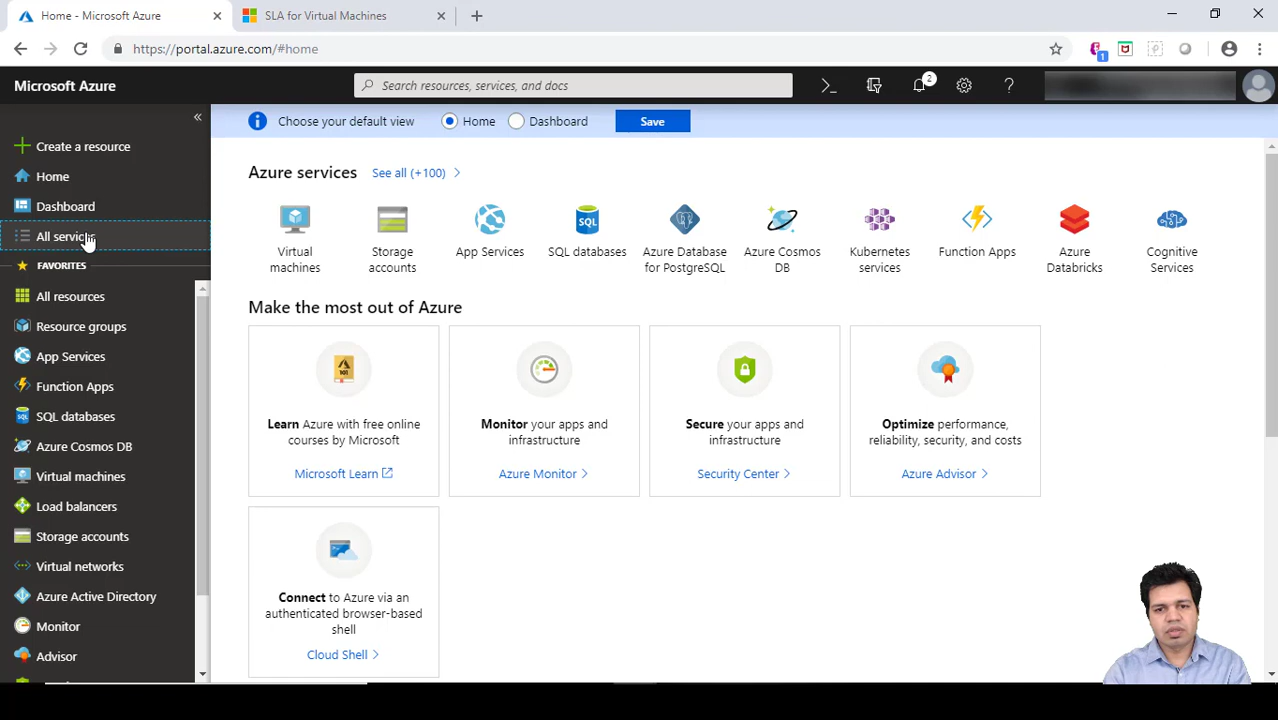 Home - Microsoft Azure
SLA for Virtual Machines
https://portal.azure.com/#home
1
Microsoft Azure
Search resources, services, and docs
2
Choose your default view
Home
Dashboard
Save
Create a resource
Home
Dashboard
All services
FAVORITES
All resources
Resource groups
App Services
Function Apps
SQL databases
Azure Cosmos DB
Virtual machines
Load balancers
Storage accounts
Virtual networks
Azure Active Directory
Monitor
Advisor
Azure services
See all (+100)
Virtual
machines
Storage
accounts
App Services
SQL
SQL databases
Azure Database
for PostgreSQL
Azure Cosmos
DB
Kubernetes
services
Function Apps
Azure
Databricks
Cognitive
Services
Make the most out of Azure
Learn Azure with free online
courses by Microsoft
Microsoft Learn
Monitor your apps and
infrastructure
Azure Monitor
Secure your apps and
infrastructure
Security Center
Optimize performance,
reliability, security, and costs
Azure Advisor
Connect to Azure via an
authenticated browser-based
shell
Cloud Shell